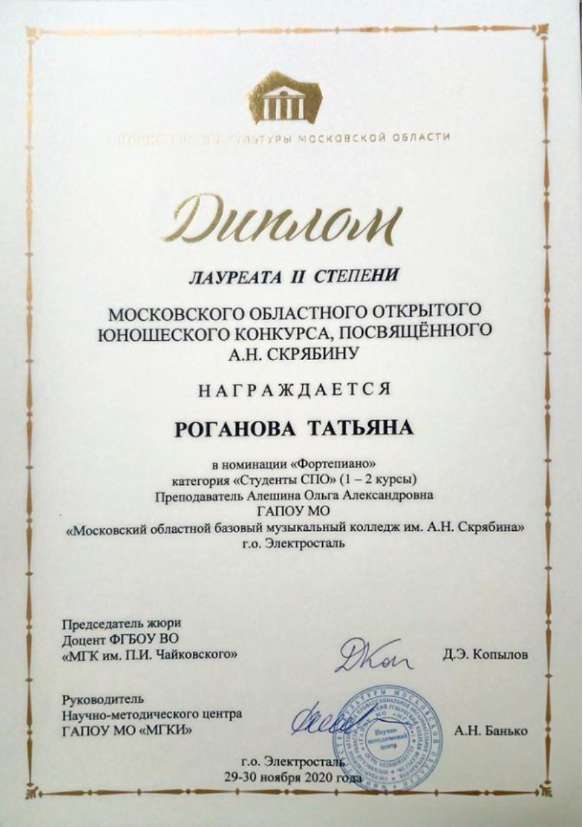 КУЛЬТУРЫ МОСКОВСКОЙ ОБЛАСТИ
Диплом
ЛАУРЕАТА II СТЕПЕНИ
МОСКОВСКОГО ОБЛАСТНОГО ОТКРЫТОГО
ЮНОШЕСКОГО КОНКУРСА, ПОСВЯЩЁННОГО
А.Н. СКРЯБИНУ
НАГРАЖДАЕТСЯ
РОГАНОВА ТАТЬЯНА
в номинации «Фортепиано»
категория «Студенты СПО» (1 – 2 курсы)
Преподаватель Алешина Ольга Александровна
ГАПОУ МО
«Московский областной базовый музыкальный колледж им. А.Н. Скрябина»
г.о. Электросталь
Председатель жюри
Доцент ФГБОУ ВО
«МГК им. П.И. Чайковского»
Д.Э. Копылов
Руководитель
Научно-методического центра
ГАПОУ МО «МГКИ»
А.Н. Банько
Научно-
методический
центр
г.о. Электросталь
29-30 ноября 2020 года